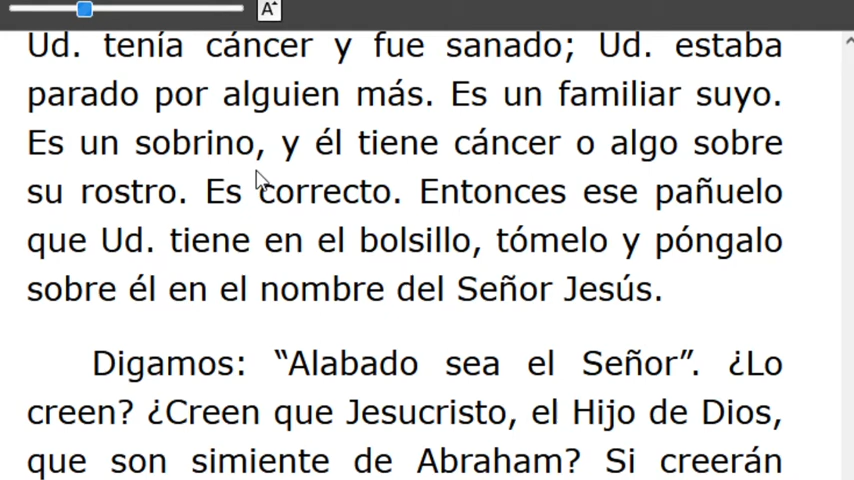 A
Ud. tenía cáncer y fue sanado; Ud. estaba
parado por alguien más. Es un familiar suyo.
Es un sobrino, y él tiene cáncer o algo sobre
su rostro. Es correcto. Entonces ese pañuelo
que Ud. tiene en el bolsillo, tómelo y póngalo
sobre él en el nombre del Señor Jesús.
Digamos: “Alabado sea el Señor”. ¿Lo
creen? ¿Creen que Jesucristo, el Hijo de Dios,
que son simiente de Abraham? Si creerán